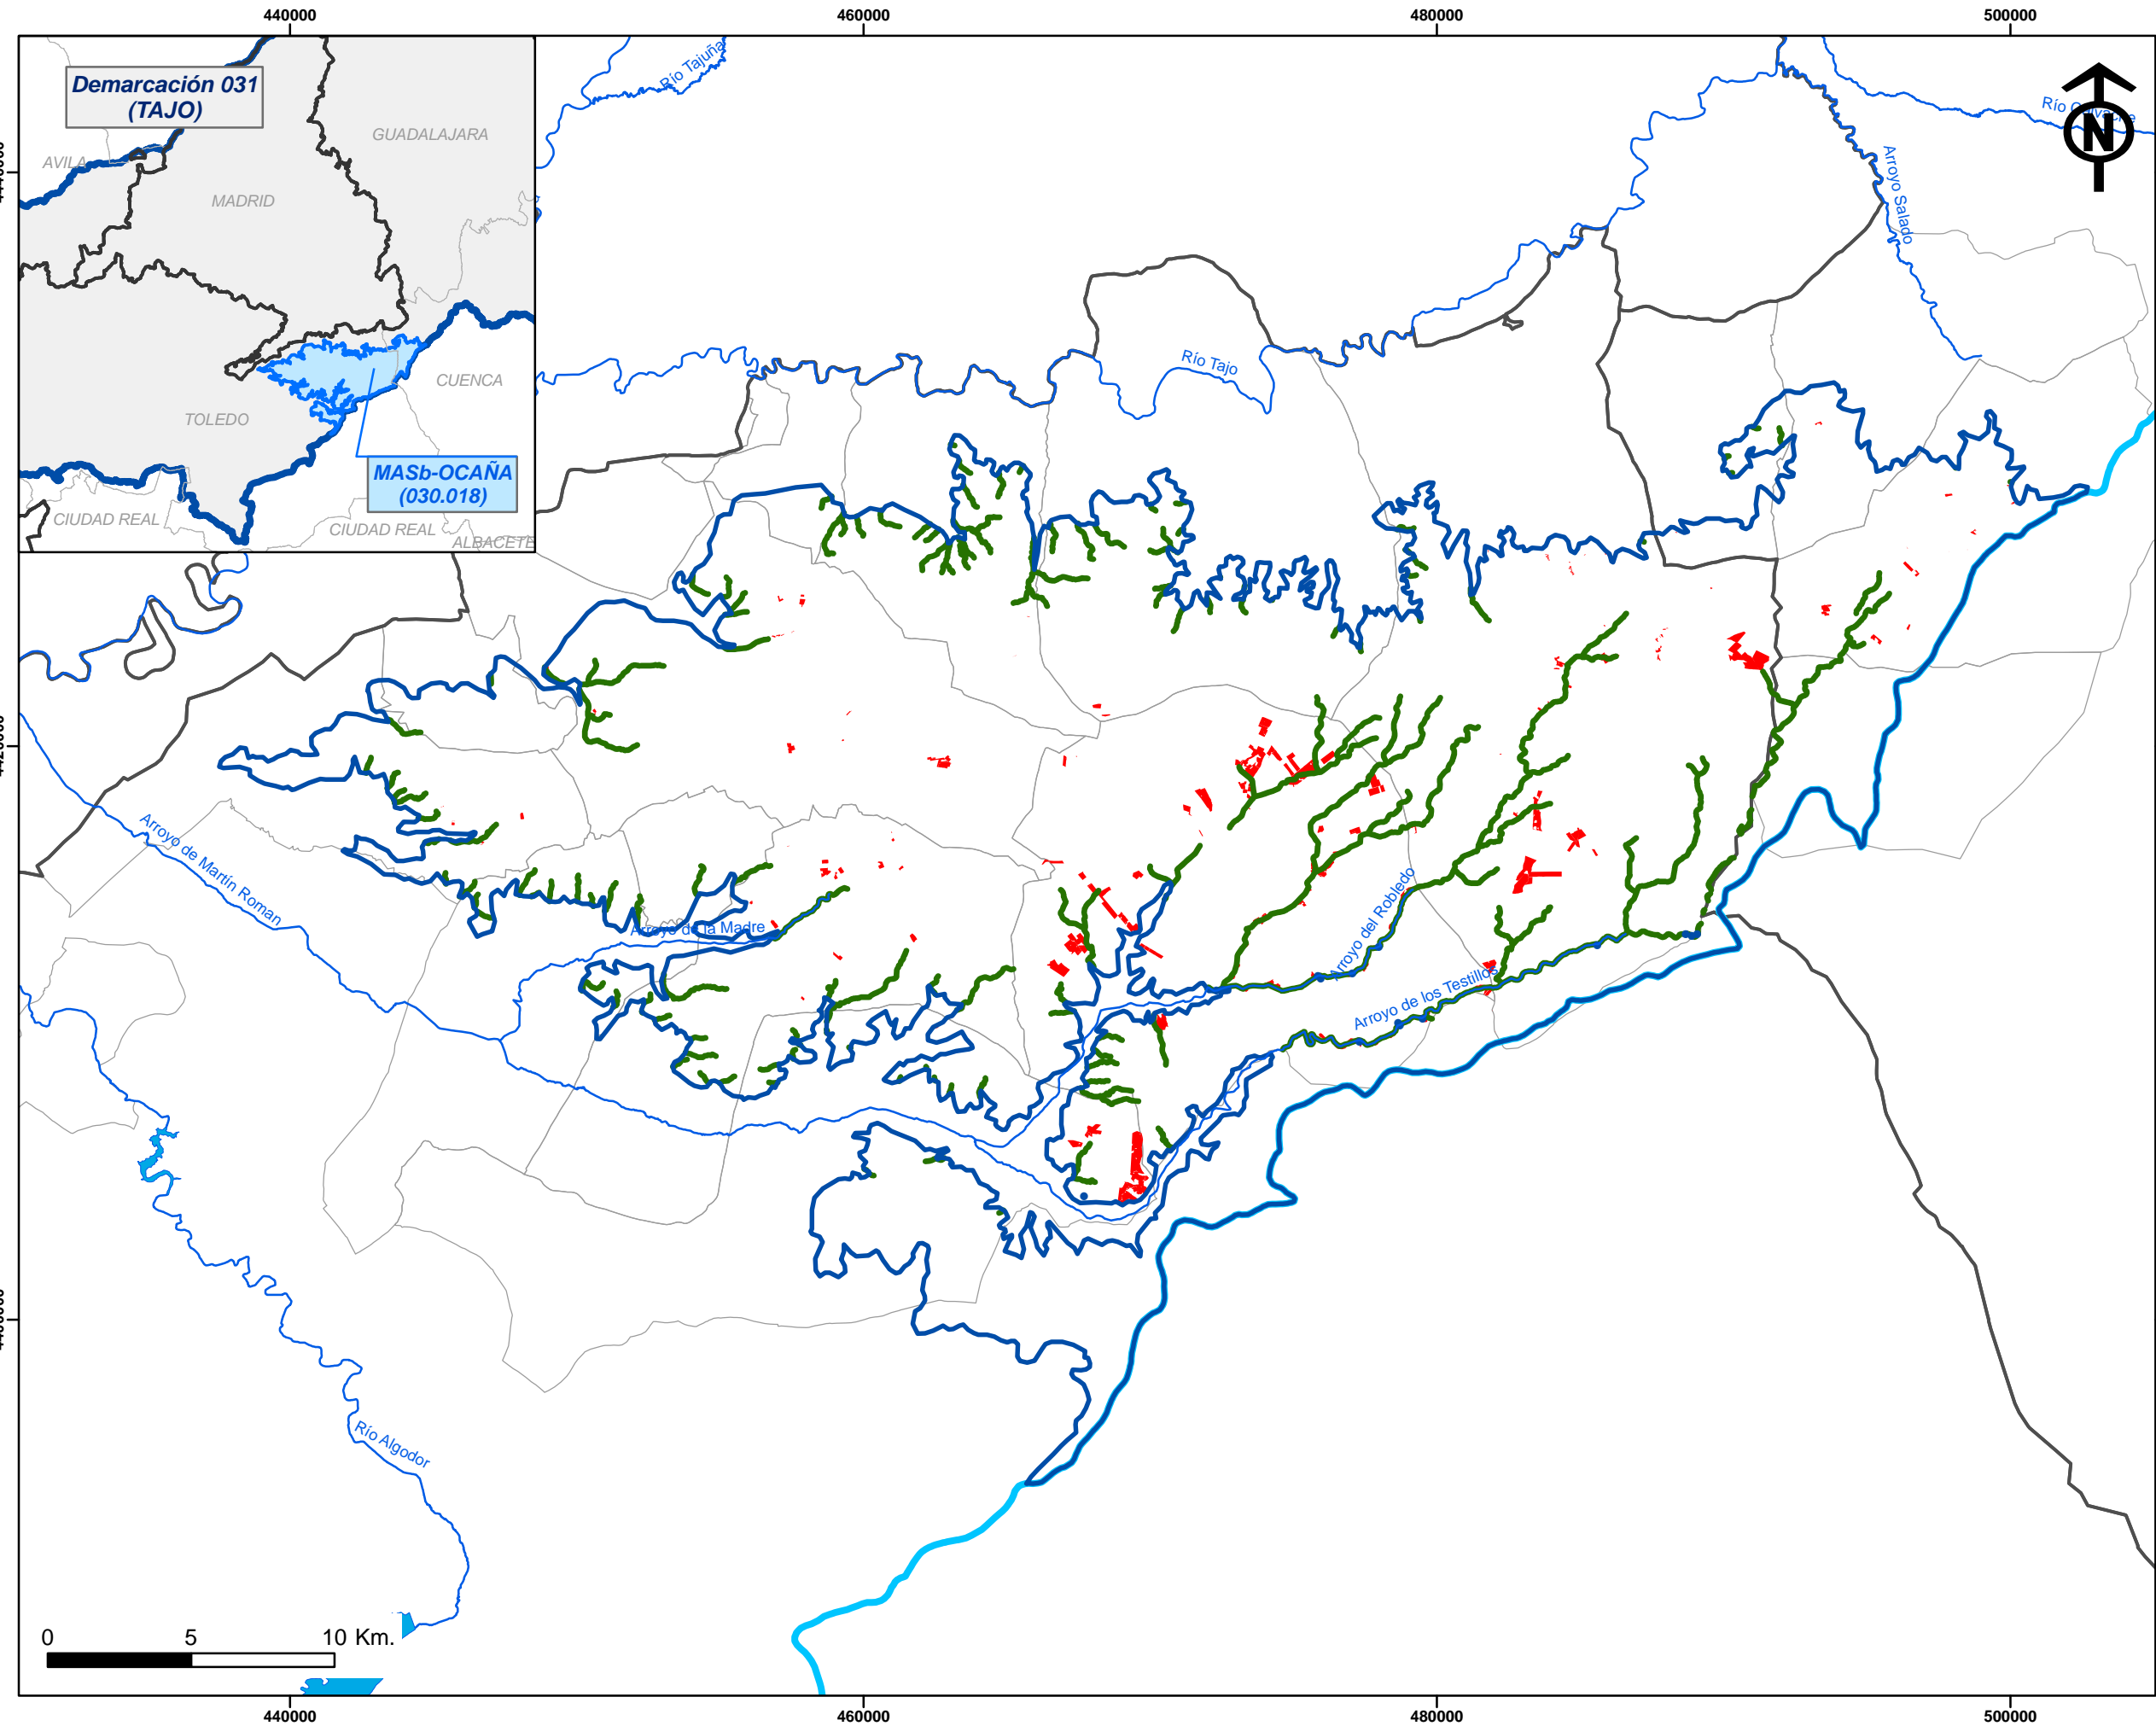 440000
460000
480000
500000
Demarcación 031
(TAJO)
GUADALAJARA
AVILA
MADRID
CUENCA
TOLEDO
MASb-OCAÑA
(030.018)
CIUDAD REAL
CIUDAD REAL
ALBACETE
Río Tajuña
Río
Arroyo Salado
Río Tajo
Arroyo de Martín Roman
Arroyo de la Madre
Arroyo del Robledo
Arroyo de los Testillos
Río Algodor
N
0 5 10 Km.
440000
460000
480000
500000